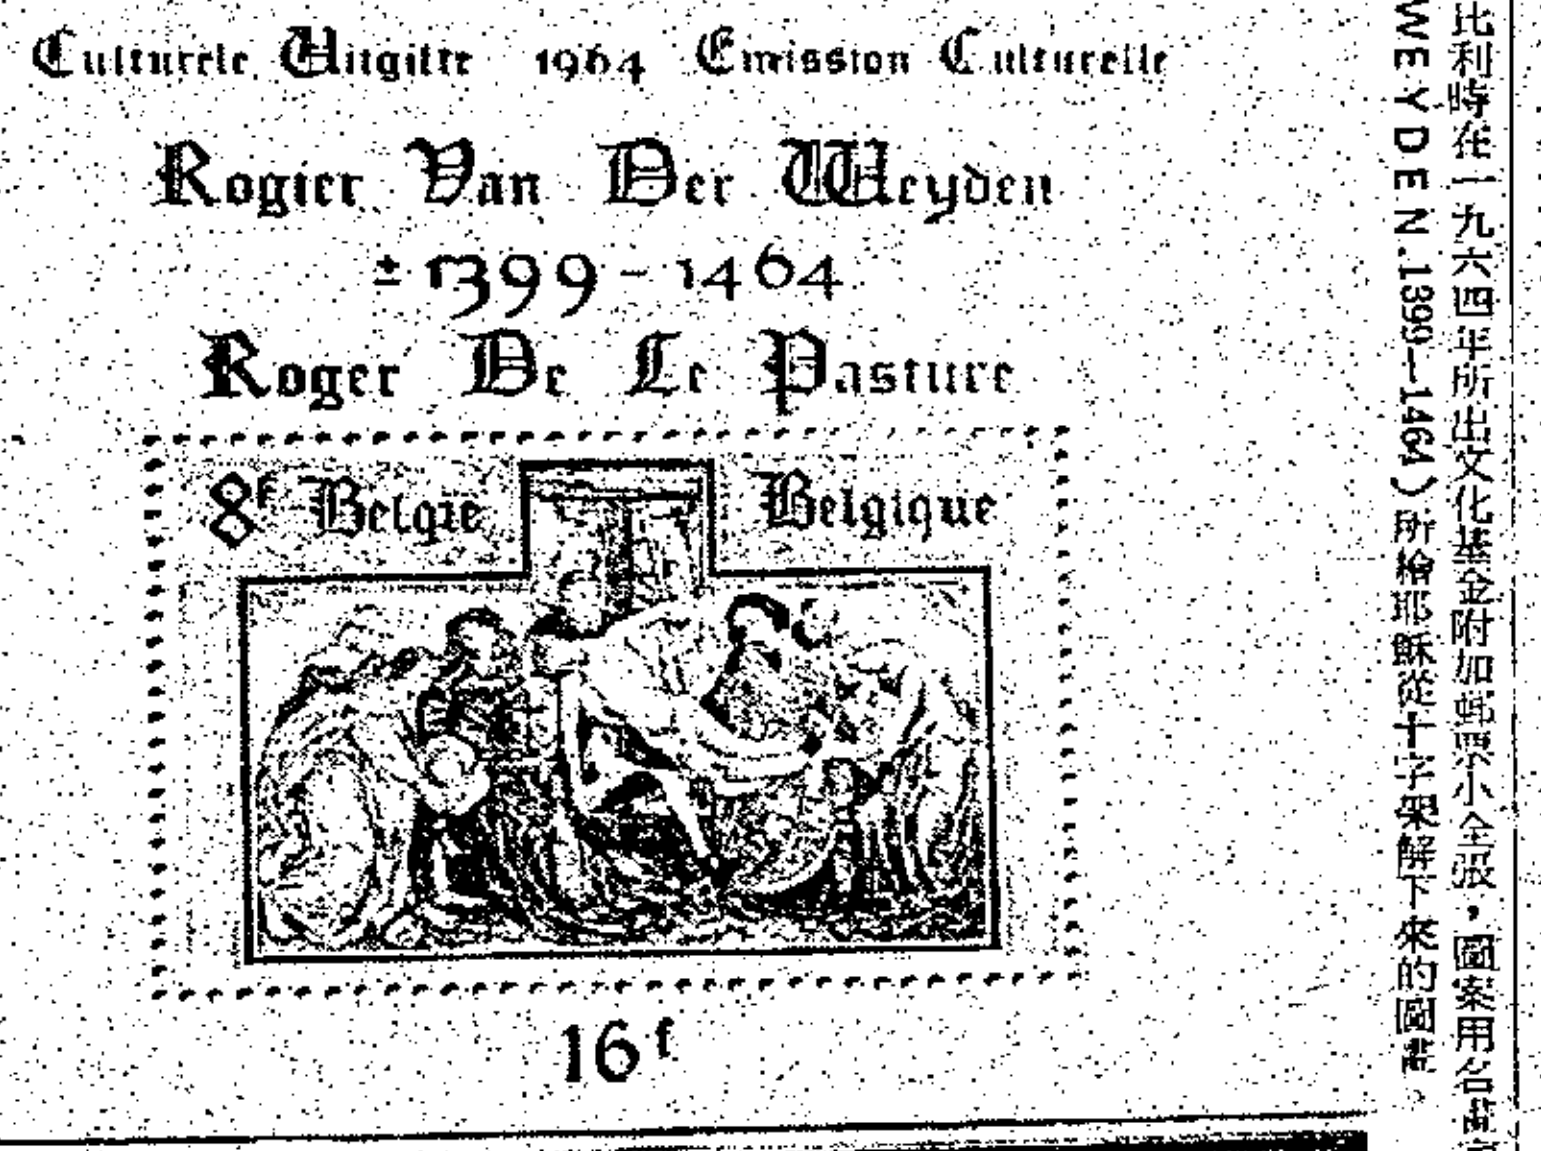 Culturele Uitgifte 1964 Emission Culturelle
Rogier Van Der Weyden
± 1399 - 1464
Roger De Le Pasture
8F België Belgique
16f
比利時在一九六四年所出文化基金附加郵票小全張，圖案用名畫
WEYDEN.1399—1464)所繪耶穌從十字架解下來的圖畫。